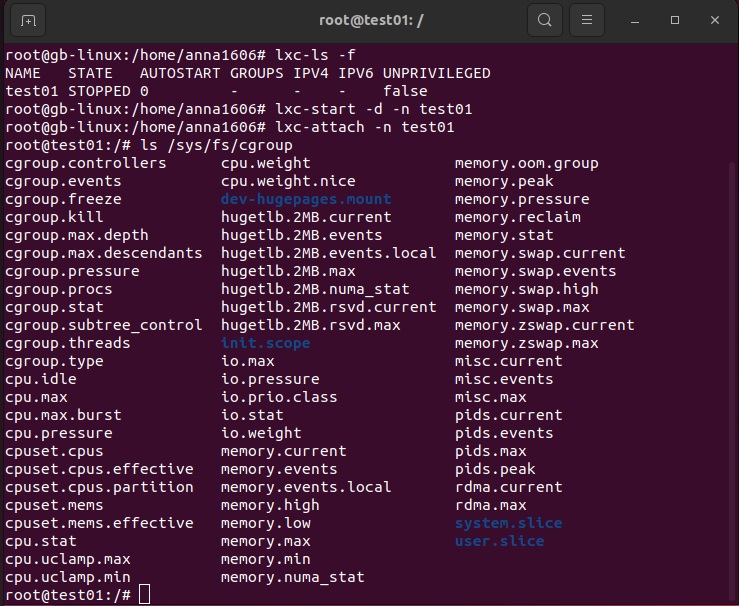 root@test01: /
root@gb-linux:/home/anna1606# lxc-ls -f
NAME   STATE   AUTOSTART GROUPS IPV4 IPV6 UNPRIVILEGED
test01 STOPPED 0         -      -    -    false
root@gb-linux:/home/anna1606# lxc-start -d -n test01
root@gb-linux:/home/anna1606# lxc-attach -n test01
root@test01:/# ls /sys/fs/cgroup
cgroup.controllers      cpu.weight                memory.oom.group
cgroup.events           cpu.weight.nice           memory.peak
cgroup.freeze           dev-hugepages.mount       memory.pressure
cgroup.kill             hugetlb.2MB.current       memory.reclaim
cgroup.max.depth        hugetlb.2MB.events        memory.stat
cgroup.max.descendants  hugetlb.2MB.events.local  memory.swap.current
cgroup.pressure         hugetlb.2MB.max           memory.swap.events
cgroup.procs            hugetlb.2MB.numa_stat     memory.swap.high
cgroup.stat             hugetlb.2MB.rsvd.current  memory.swap.max
cgroup.subtree_control  hugetlb.2MB.rsvd.max      memory.zswap.current
cgroup.threads          init.scope                memory.zswap.max
cgroup.type             io.max                    misc.current
cpu.idle                io.pressure               misc.events
cpu.max                 io.prio.class             misc.max
cpu.max.burst           io.stat                   pids.current
cpu.pressure            io.weight                 pids.events
cpuset.cpus             memory.current            pids.max
cpuset.cpus.effective   memory.events             pids.peak
cpuset.cpus.partition   memory.events.local       rdma.current
cpuset.mems             memory.high               rdma.max
cpuset.mems.effective   memory.low                system.slice
cpu.stat                memory.max                user.slice
cpu.uclamp.max          memory.min
cpu.uclamp.min          memory.numa_stat
root@test01:/#